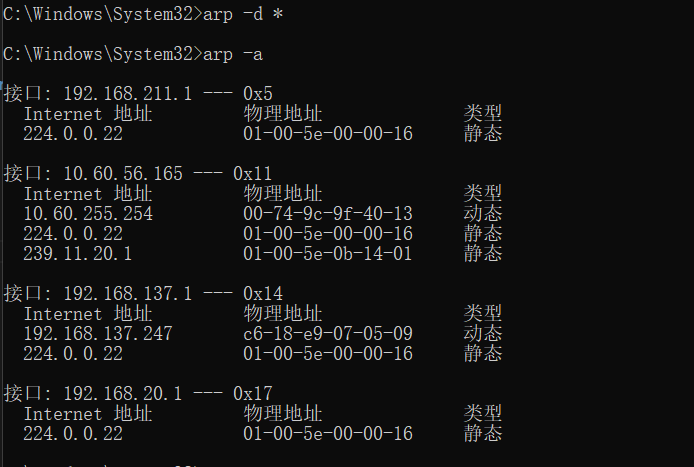 C:\Windows\System32>arp -d *
C:\Windows\System32>arp -a
接口: 192.168.211.1 --- 0x5
Internet 地址 物理地址 类型
224.0.0.22 01-00-5e-00-00-16 静态
接口: 10.60.56.165 --- 0x11
Internet 地址 物理地址 类型
10.60.255.254 00-74-9c-9f-40-13 动态
224.0.0.22 01-00-5e-00-00-16 静态
239.11.20.1 01-00-5e-0b-14-01 静态
接口: 192.168.137.1 --- 0x14
Internet 地址 物理地址 类型
192.168.137.247 c6-18-e9-07-05-09 动态
224.0.0.22 01-00-5e-00-00-16 静态
接口: 192.168.20.1 --- 0x17
Internet 地址 物理地址 类型
224.0.0.22 01-00-5e-00-00-16 静态